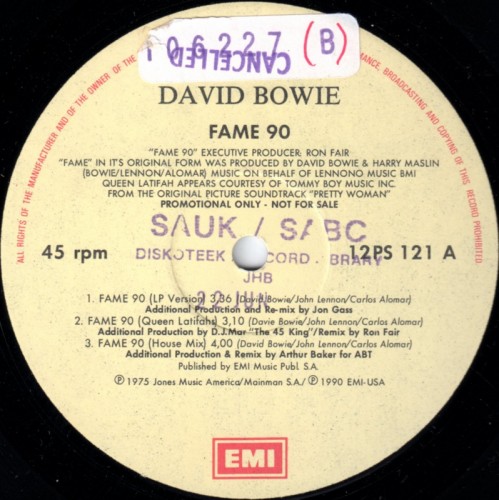 106227 (B)
CANCELLED
DAVID BOWIE
FAME 90
"FAME 90" EXECUTIVE PRODUCER; RON FAIR
"FAME" IN IT'S ORIGINAL FORM WAS PRODUCED BY DAVID BOWIE & HARRY MASLIN
(BOWIE/LENNON/ALOMAR) MUSIC ON BEHALF OF LENNONO MUSIC BMI
QUEEN LATIFAH APPEARS COURTESY OF TOMMY BOY MUSIC INC.
FROM THE ORIGINAL PICTURE SOUNDTRACK "PRETTY WOMAN"
PROMOTIONAL ONLY - NOT FOR SALE
SAUK / SABC
45 rpm
12PS 121 A
DISKOTEEK
JHB
1. FAME 90 (LP Version) 3,36 (David Bowie/John Lennon/Carlos Alomar)
Additional Production and Re-mix by Jon Gass
2. FAME 90 (Queen Latifahs) 3,10 (Davie Bowie/John Lennon/Carlos Alomar)
Additional Production by D.J.Mar "The 45 King"/Remix by Ron Fair
3. FAME 90 (House Mix) 4,00 (David Bowie/John Lennon/Carlos Alomar)
Additional Production & Remix by Arthur Baker for ABT
Published by EMI Music Publ. S.A.
Ⓟ 1975 Jones Music America/Mainman S.A./ Ⓟ 1990 EMI-USA
EMI
ALL RIGHTS OF THE MANUFACTURER AND OF THE OWNER OF THE
PERFORMANCE, BROADCASTING AND COPYING OF THIS RECORD PROHIBITED.